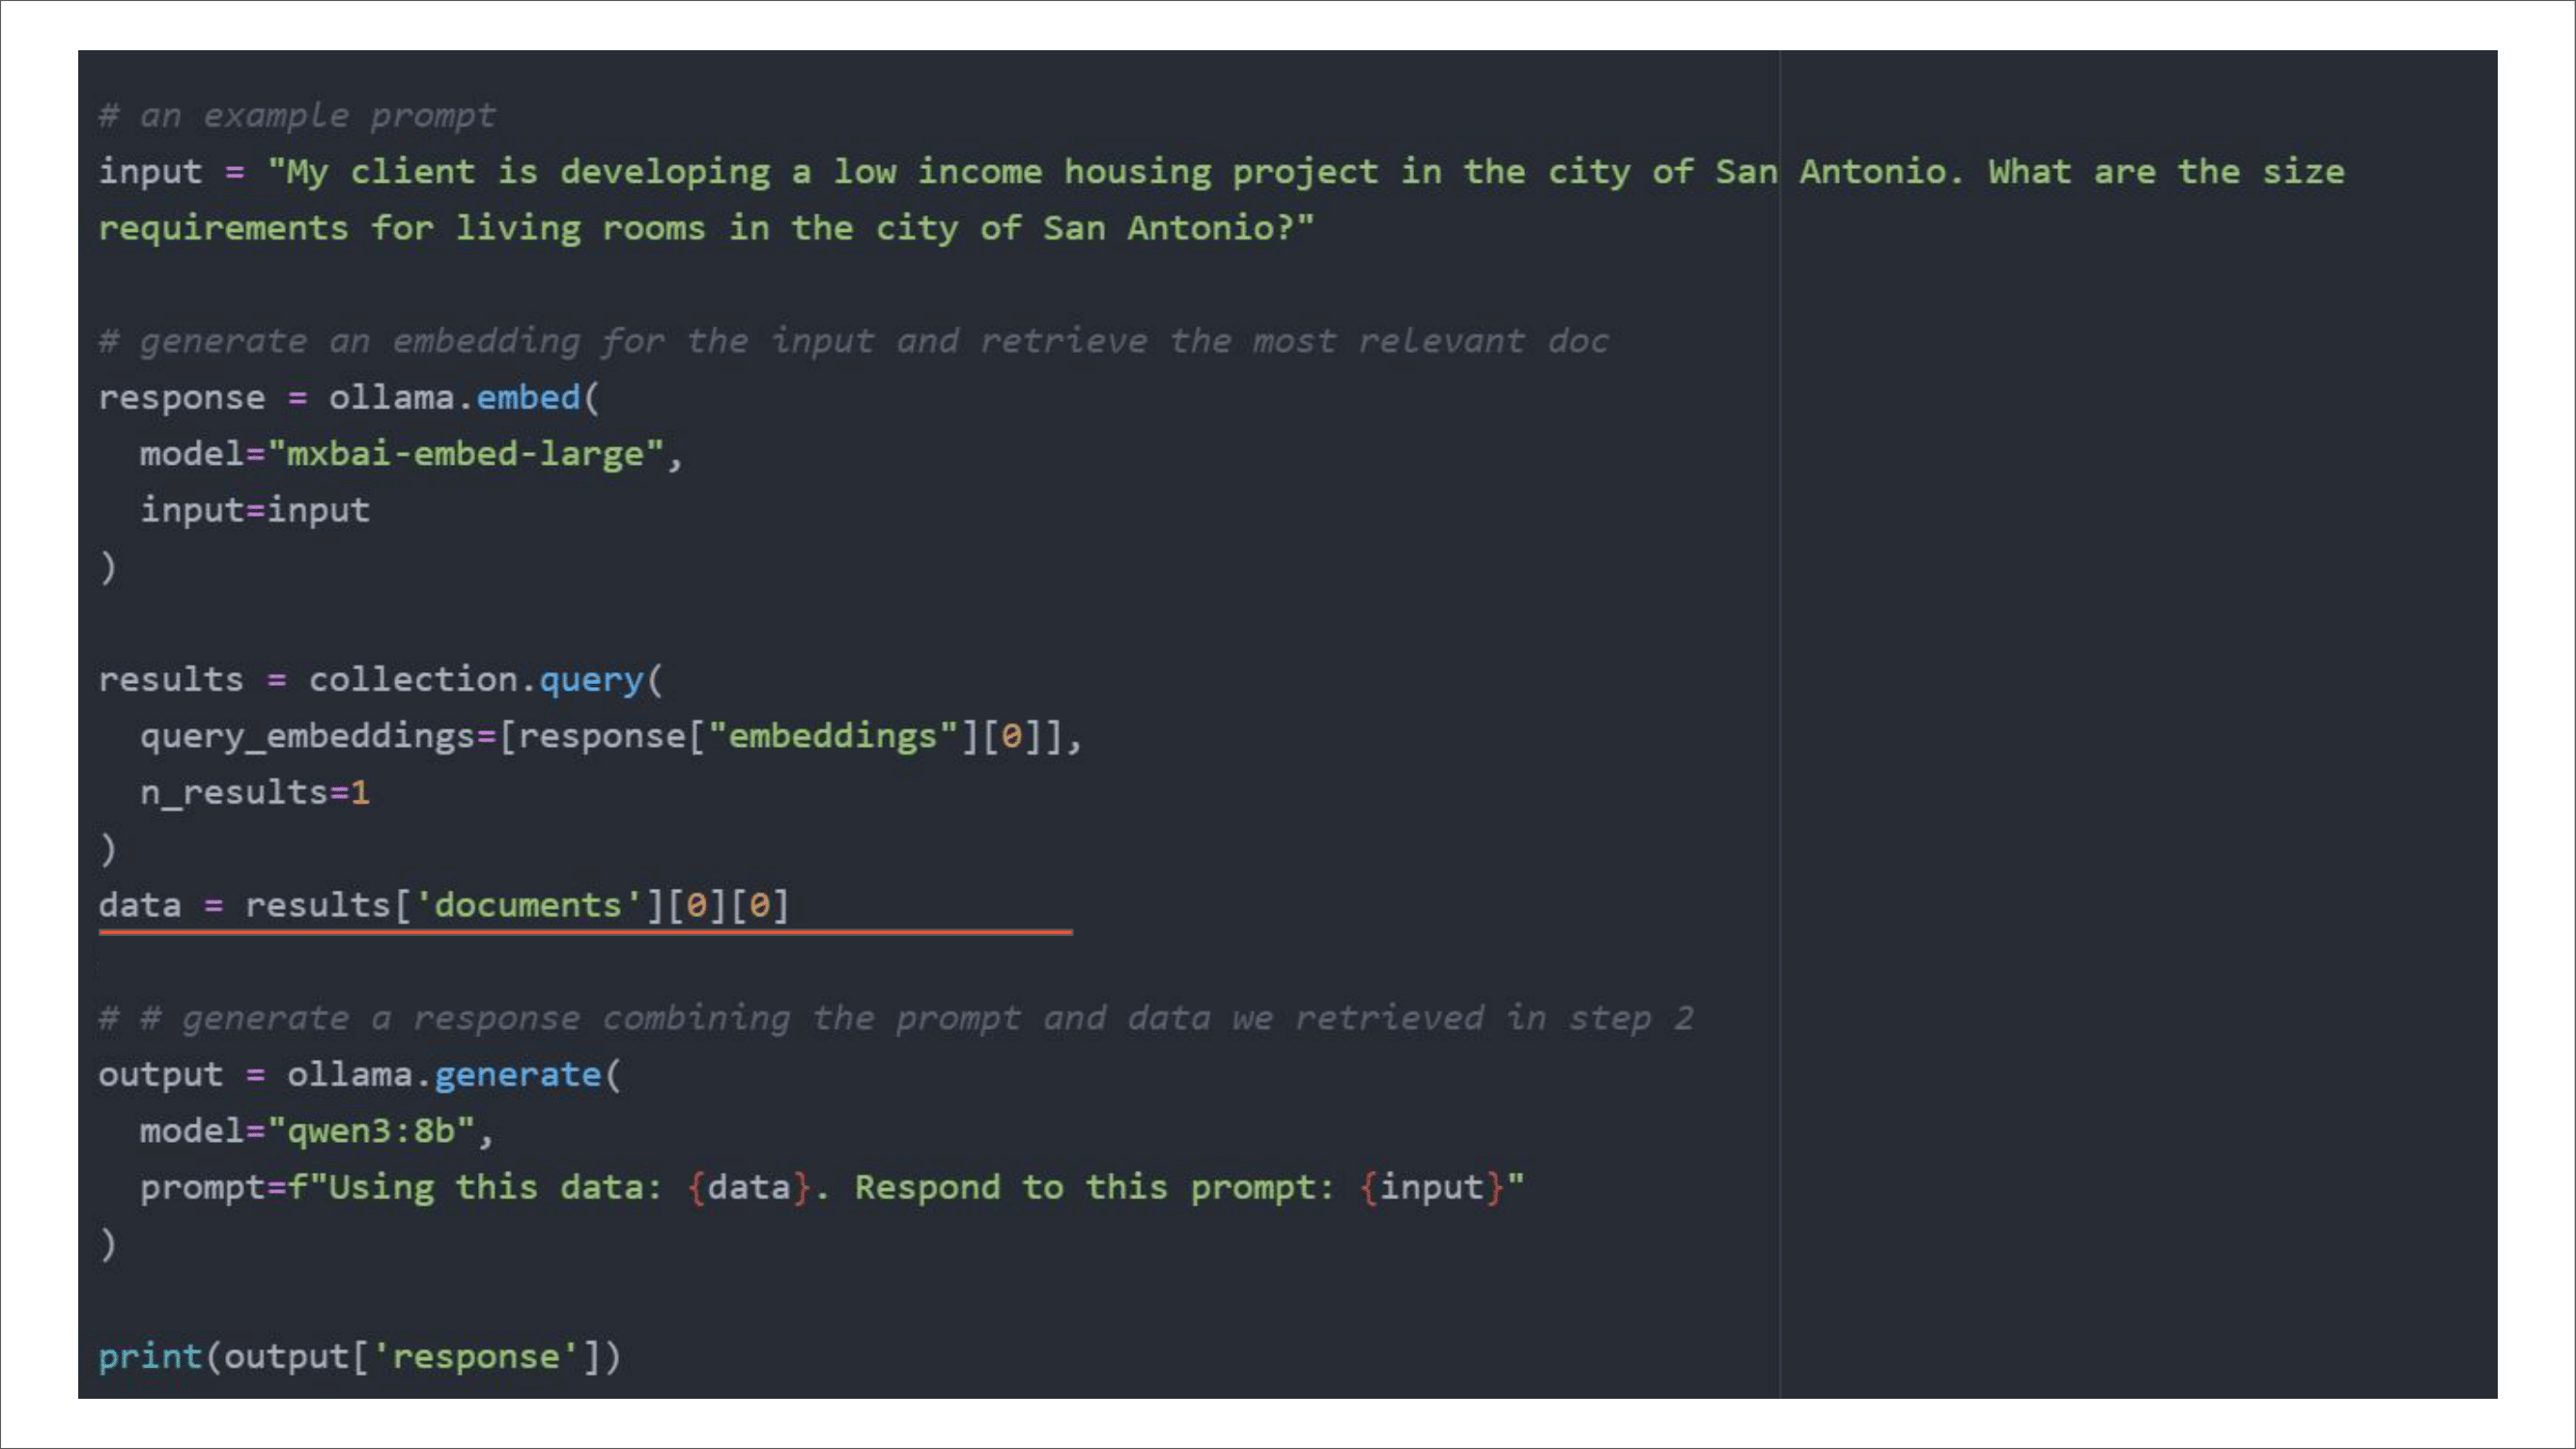 # an example prompt
input = "My client is developing a low income housing project in the city of San Antonio. What are the size
requirements for living rooms in the city of San Antonio?"
# generate an embedding for the input and retrieve the most relevant doc
response = ollama.embed(
  model="mxbai-embed-large",
  input=input
)
results = collection.query(
  query_embeddings=[response["embeddings"][0]],
  n_results=1
)
data = results['documents'][0][0]
# # generate a response combining the prompt and data we retrieved in step 2
output = ollama.generate(
  model="qwen3:8b",
  prompt=f"Using this data: {data}. Respond to this prompt: {input}"
)
print(output['response'])